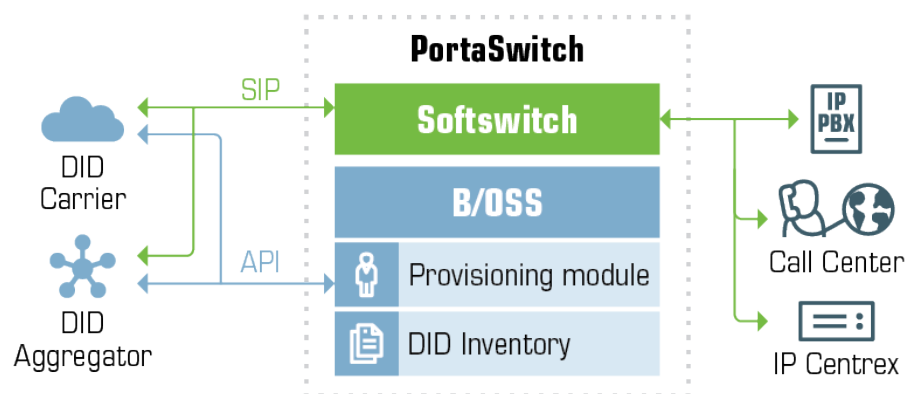 PortaSwitch
SIP
Softswitch
IP
PBX
DID
Carrier
B/OSS
Call Center
API
Provisioning module
DID
Aggregator
DID Inventory
IP Centrex